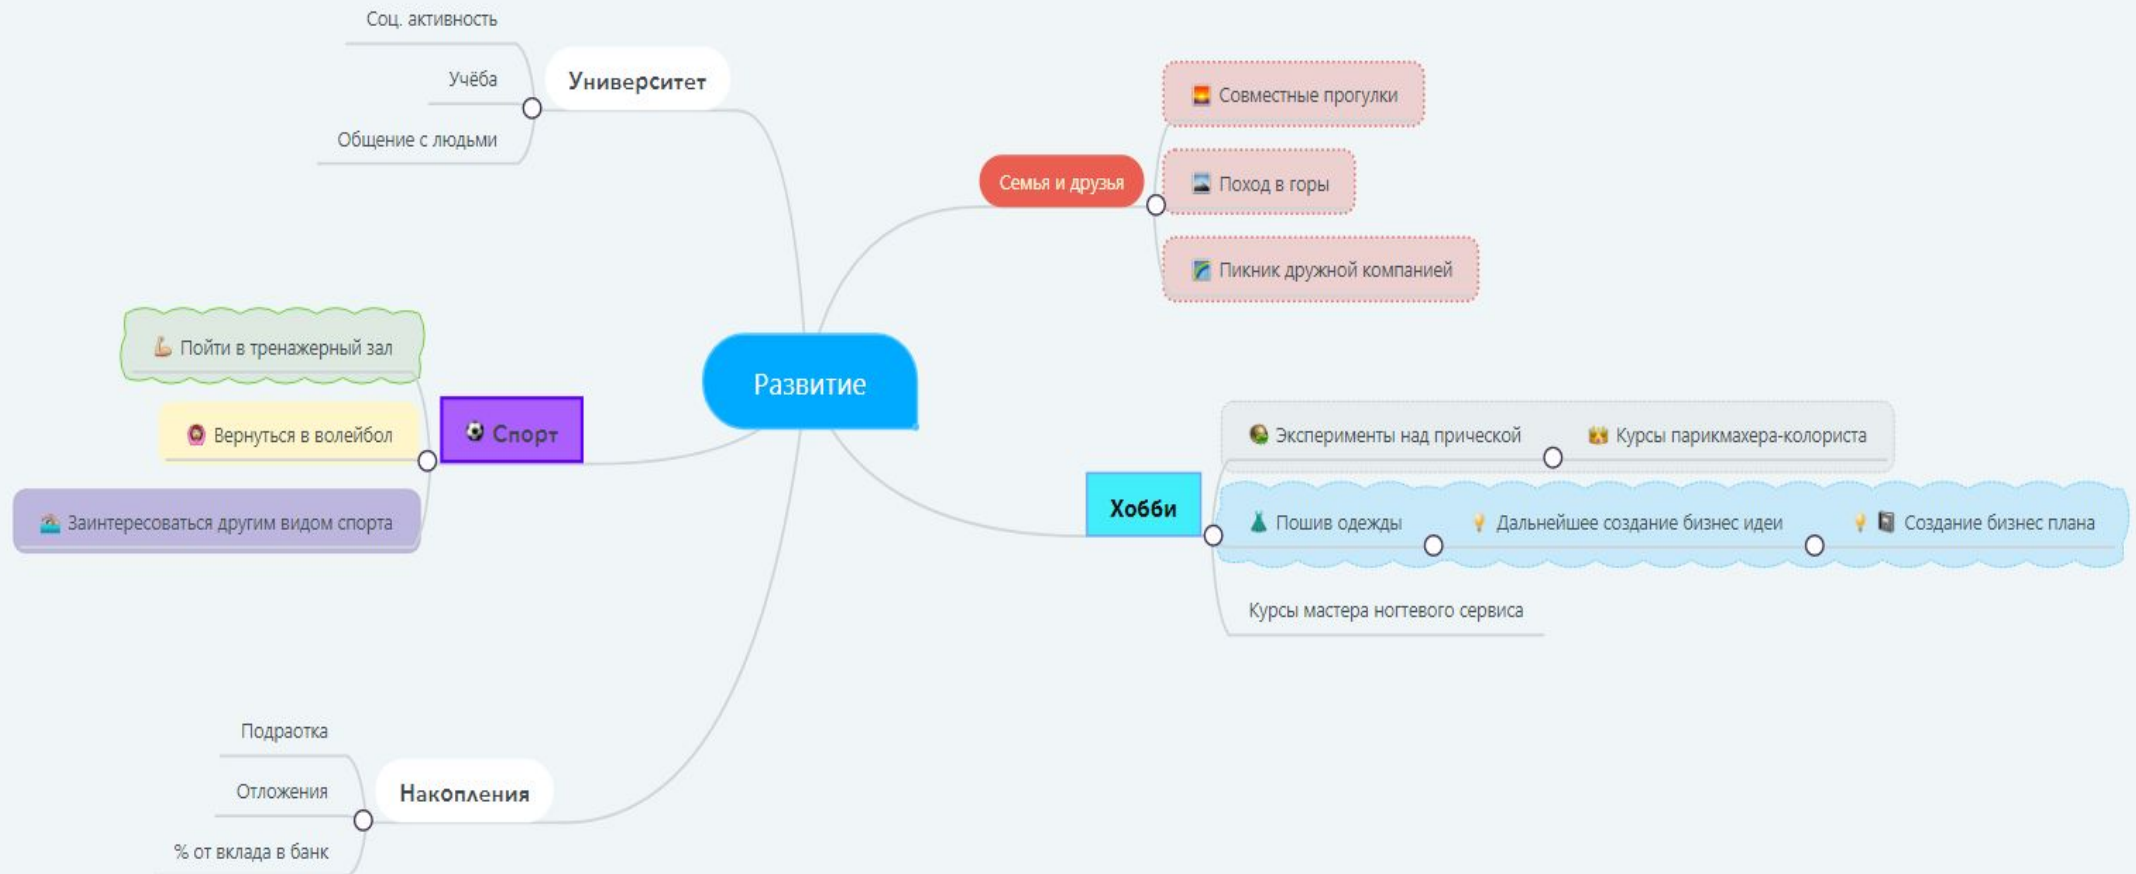 Соц. активность
Учёба
Общение с людьми
Университет
Семья и друзья
Совместные прогулки
Поход в горы
Пикник дружной компанией
Развитие
Пойти в тренажерный зал
Вернуться в волейбол
Заинтересоваться другим видом спорта
Спорт
Хобби
Эксперименты над прической
Курсы парикмахера-колориста
Пошив одежды
Дальнейшее создание бизнес идеи
Создание бизнес плана
Курсы мастера ногтевого сервиса
Подраотка
Отложения
% от вклада в банк
Накопления